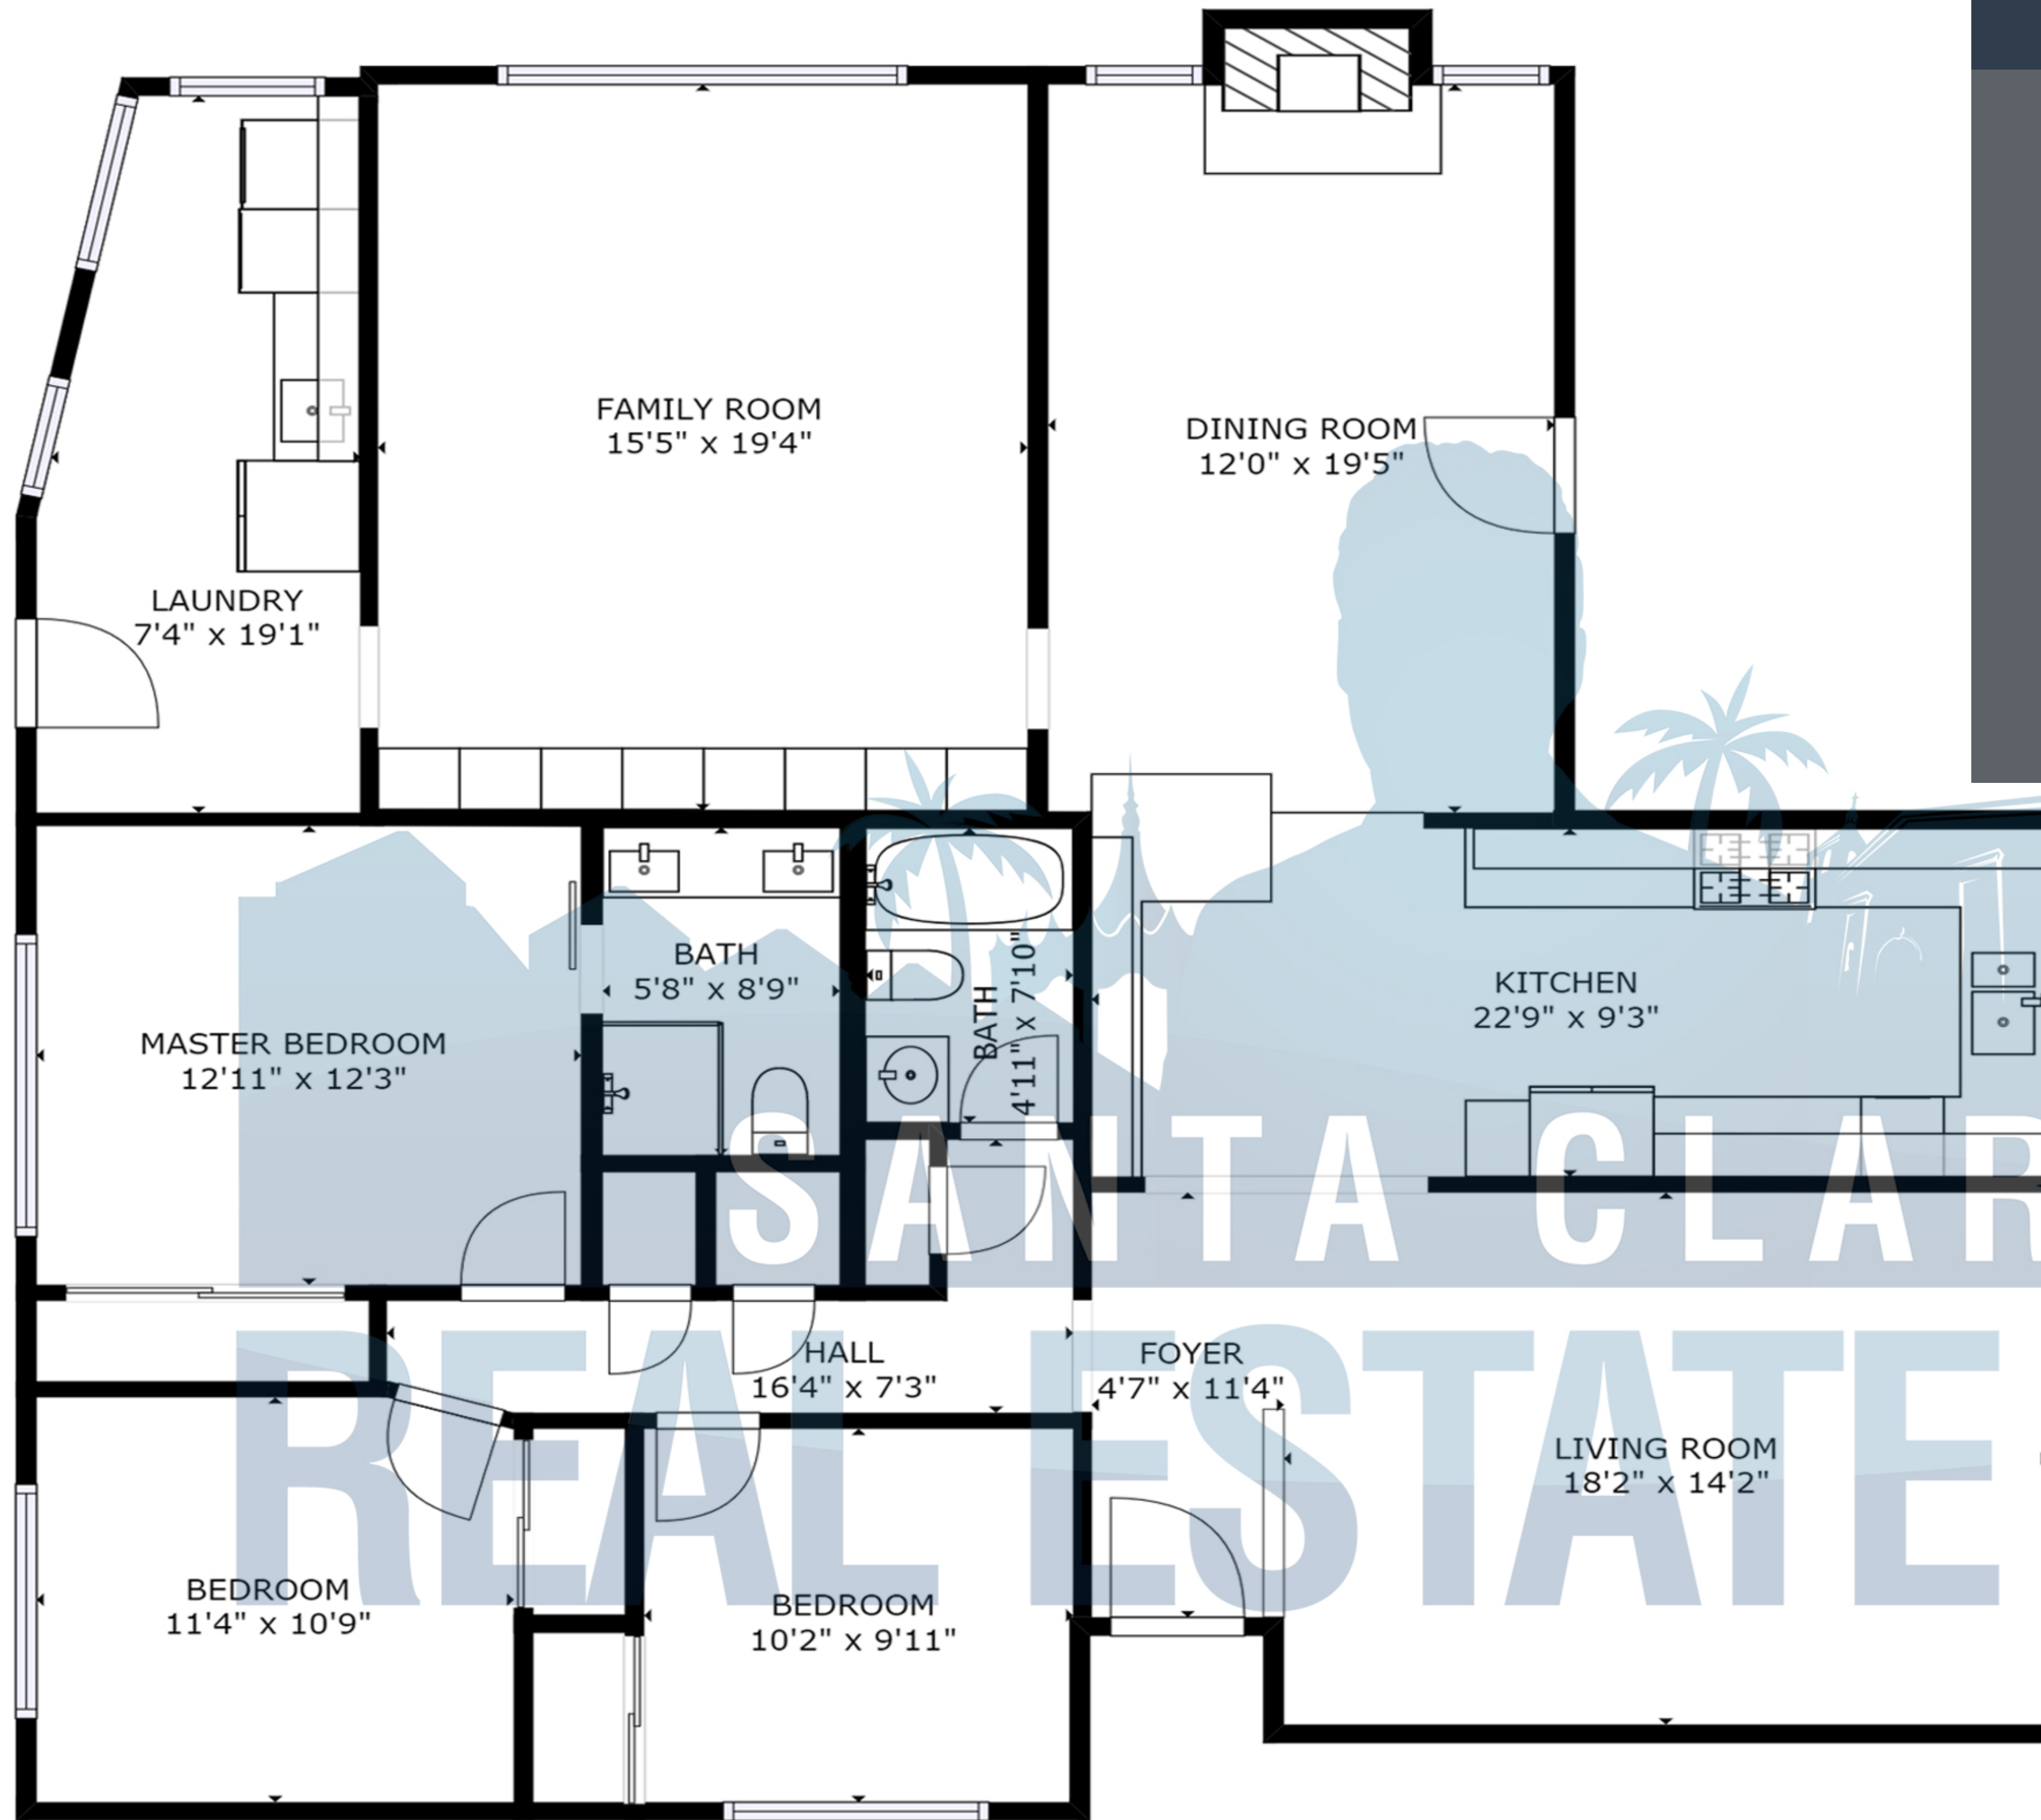 FAMILY ROOM
15'5" x 19'4"
DINING ROOM
12'0" x 19'5"
LAUNDRY
7'4" x 19'1"
BATH
5'8" x 8'9"
BATH
4'11" x 7'10"
KITCHEN
22'9" x 9'3"
MASTER BEDROOM
12'11" x 12'3"
SANTA CLAR
HALL
16'4" x 7'3"
FOYER
4'7" x 11'4"
REAL ESTATE
LIVING ROOM
18'2" x 14'2"
BEDROOM
11'4" x 10'9"
BEDROOM
10'2" x 9'11"